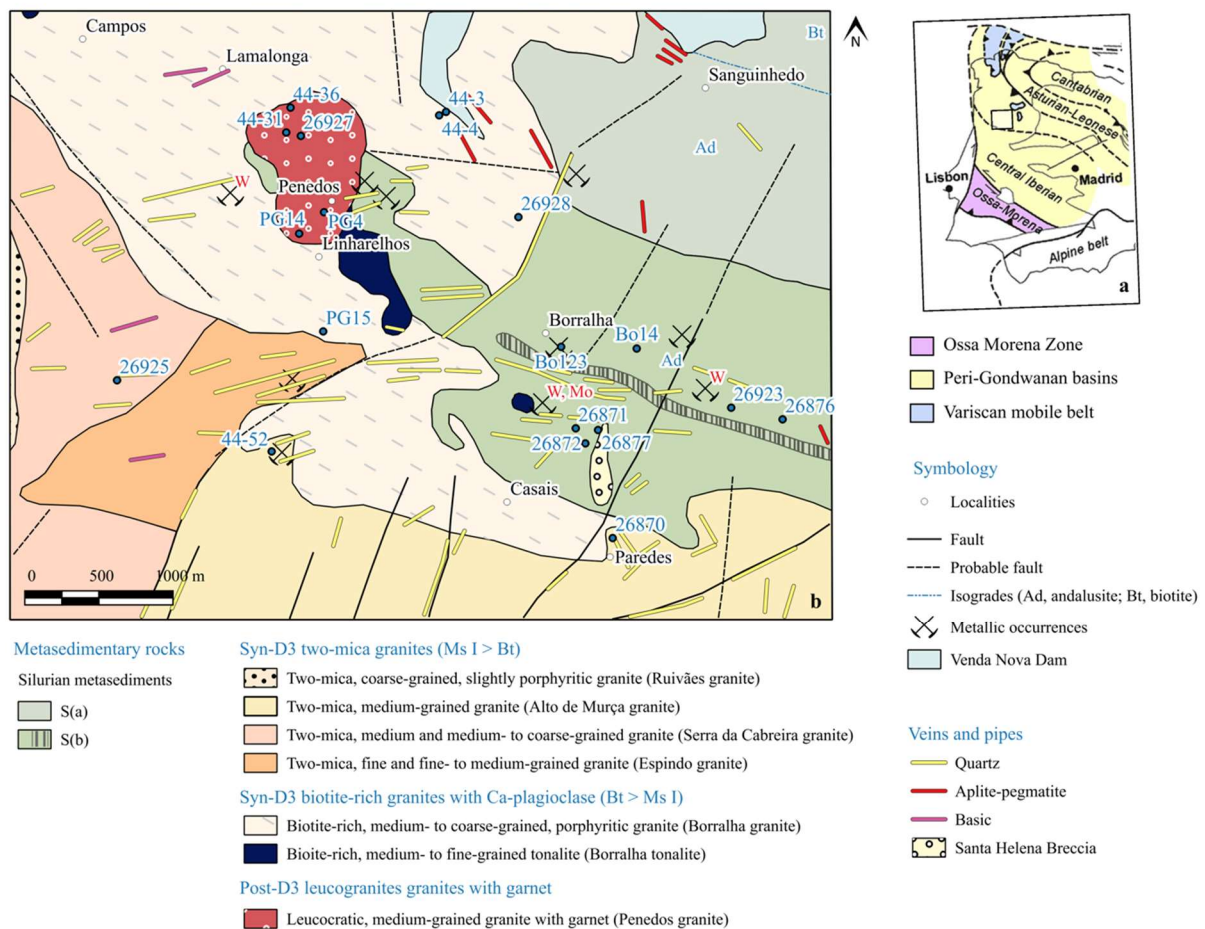 Campos
Lamalonga
44-36
44-31
26927
44-3
44-4
Sanguinhedo
Bt
Ad
W
Penedos
PG14
PG4
Linharelhos
26928
PG15
26925
Borralha
Bo14
Bo123
Ad
W
W, Mo
26923
26876
26871
26872
26877
44-52
Casais
26870
Paredes
0 500 1000 m
b
N
Cantabrian
Asturian-Leonese
Central Iberian
Lisbon
Madrid
Ossa-Morena
Alpine belt
a
Ossa Morena Zone
Peri-Gondwanan basins
Variscan mobile belt
Symbology
Localities
Fault
Probable fault
Isogrades (Ad, andalusite; Bt, biotite)
Metallic occurrences
Venda Nova Dam
Veins and pipes
Quartz
Aplite-pegmatite
Basic
Santa Helena Breccia
Metasedimentary rocks
Silurian metasediments
S(a)
S(b)
Syn-D3 two-mica granites (Ms I > Bt)
Two-mica, coarse-grained, slightly porphyritic granite (Ruivães granite)
Two-mica, medium-grained granite (Alto de Murça granite)
Two-mica, medium and medium- to coarse-grained granite (Serra da Cabreira granite)
Two-mica, fine and fine- to medium-grained granite (Espindo granite)
Syn-D3 biotite-rich granites with Ca-plagioclase (Bt > Ms I)
Biotite-rich, medium- to coarse-grained, porphyritic granite (Borralha granite)
Bioite-rich, medium- to fine-grained tonalite (Borralha tonalite)
Post-D3 leucogranites granites with garnet
Leucocratic, medium-grained granite with garnet (Penedos granite)